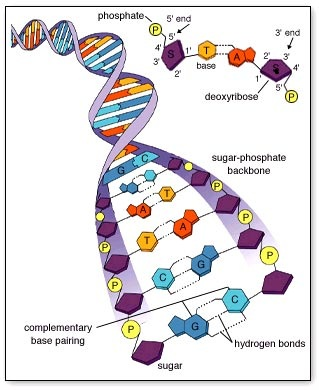 phosphate
P
5' end
3' end
5'
4'
S
1'
T
A
4'
3'
3'
2'
base
2'
S
1'
5'
deoxyribose
P
C
G
sugar-phosphate
backbone
P
T
A
P
A
P
T
P
G
C
P
P
C
complementary
base pairing
P
G
hydrogen bonds
sugar